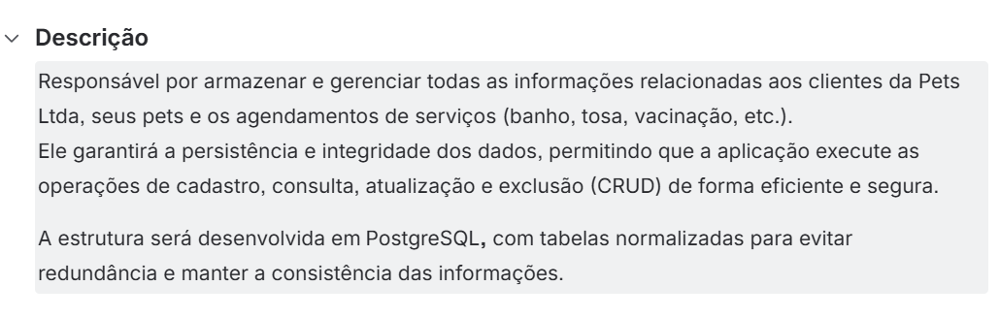 Descrição
Responsável por armazenar e gerenciar todas as informações relacionadas aos clientes da Pets
Ltda, seus pets e os agendamentos de serviços (banho, tosa, vacinação, etc.).
Ele garantirá a persistência e integridade dos dados, permitindo que a aplicação execute as
operações de cadastro, consulta, atualização e exclusão (CRUD) de forma eficiente e segura.
A estrutura será desenvolvida em PostgreSQL, com tabelas normalizadas para evitar
redundância e manter a consistência das informações.